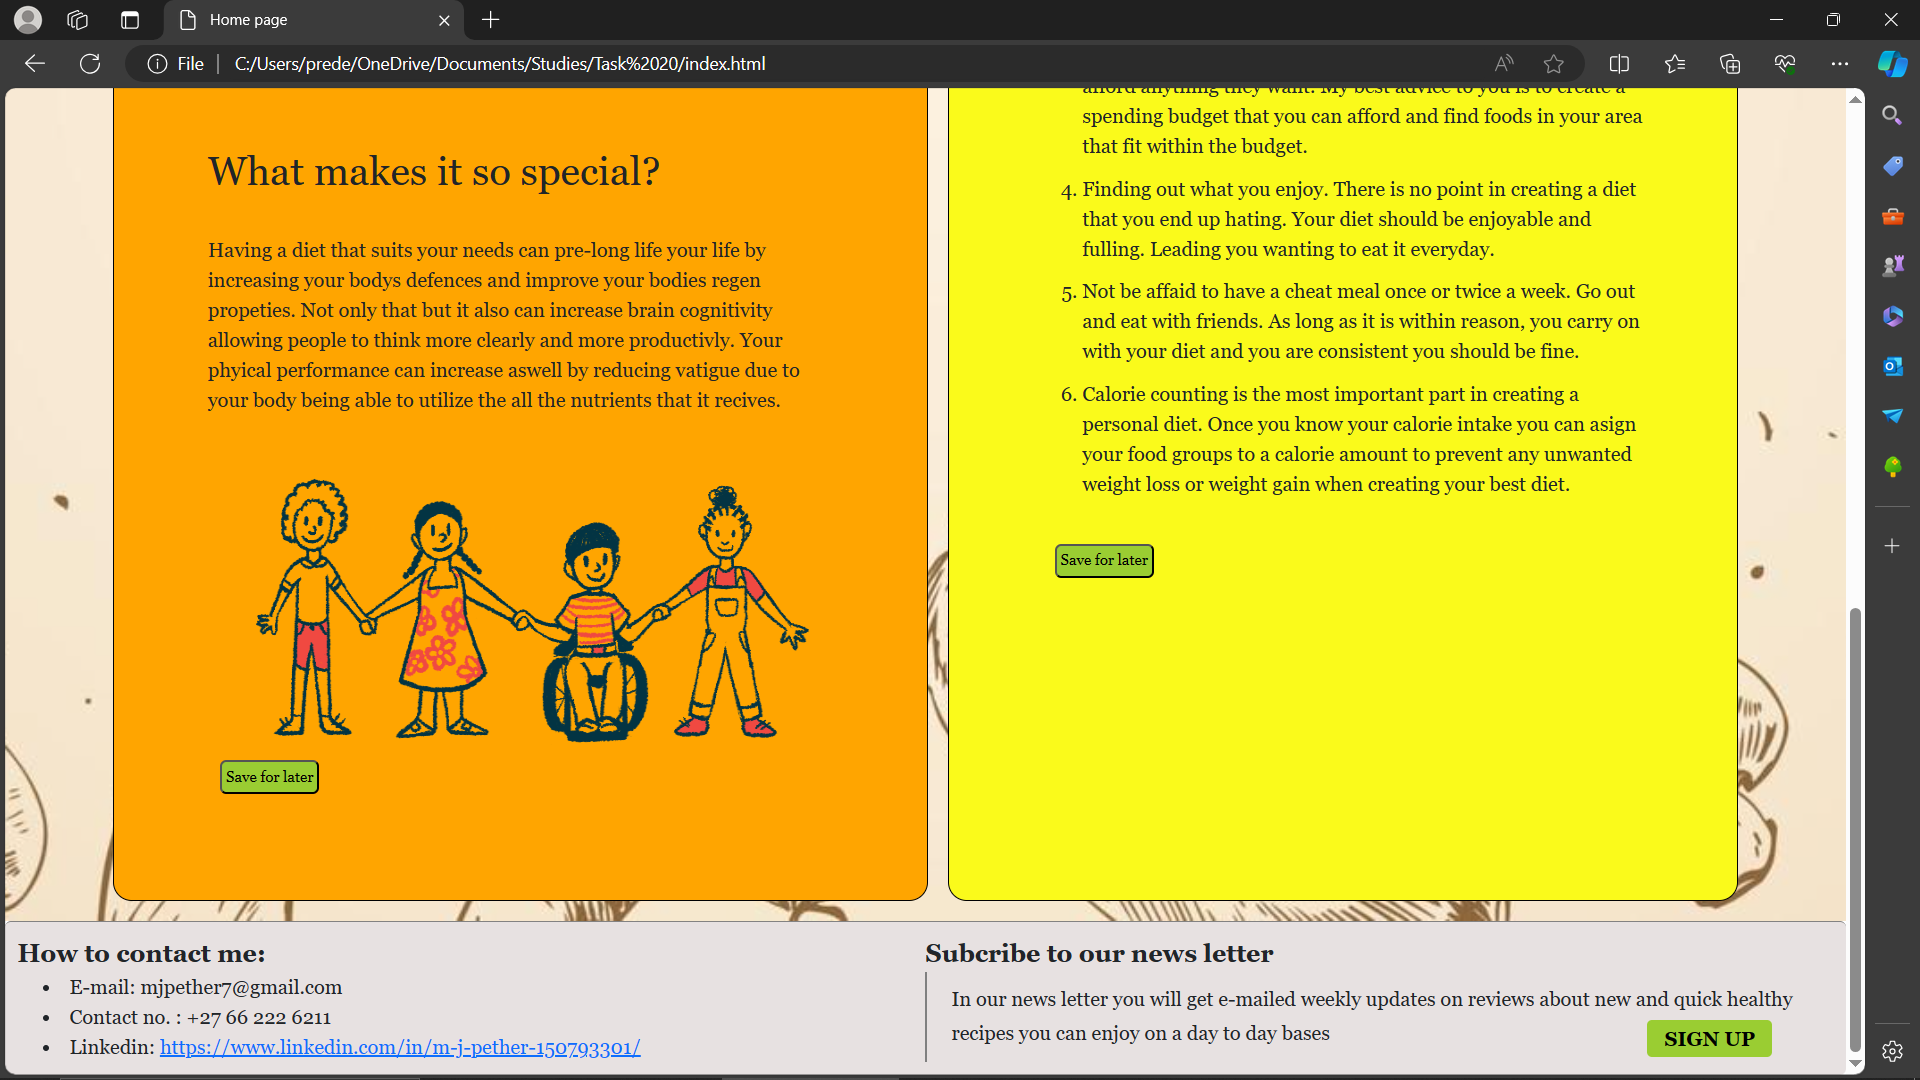 Home page
File
C:/Users/prede/OneDrive/Documents/Studies/Task%2020/index.html
What makes it so special?
Having a diet that suits your needs can pre-long life your life by
increasing your bodys defences and improve your bodies regen
propeties. Not only that but it also can increase brain cognitivity
allowing people to think more clearly and more productivly. Your
phyical performance can increase aswell by reducing vatigue due to
your body being able to utilize the all the nutrients that it recives.
Save for later
afford anything they want. My best advice to you is to create a
spending budget that you can afford and find foods in your area
that fit within the budget.
4. Finding out what you enjoy. There is no point in creating a diet
that you end up hating. Your diet should be enjoyable and
fulling. Leading you wanting to eat it everyday.
5. Not be affaid to have a cheat meal once or twice a week. Go out
and eat with friends. As long as it is within reason, you carry on
with your diet and you are consistent you should be fine.
6. Calorie counting is the most important part in creating a
personal diet. Once you know your calorie intake you can asign
your food groups to a calorie amount to prevent any unwanted
weight loss or weight gain when creating your best diet.
Save for later
How to contact me:
• E-mail: mjpether7@gmail.com
• Contact no. : +27 66 222 6211
• Linkedin: https://www.linkedin.com/in/m-j-pether-150793301/
Subcribe to our news letter
In our news letter you will get e-mailed weekly updates on reviews about new and quick healthy
recipes you can enjoy on a day to day bases
SIGN UP